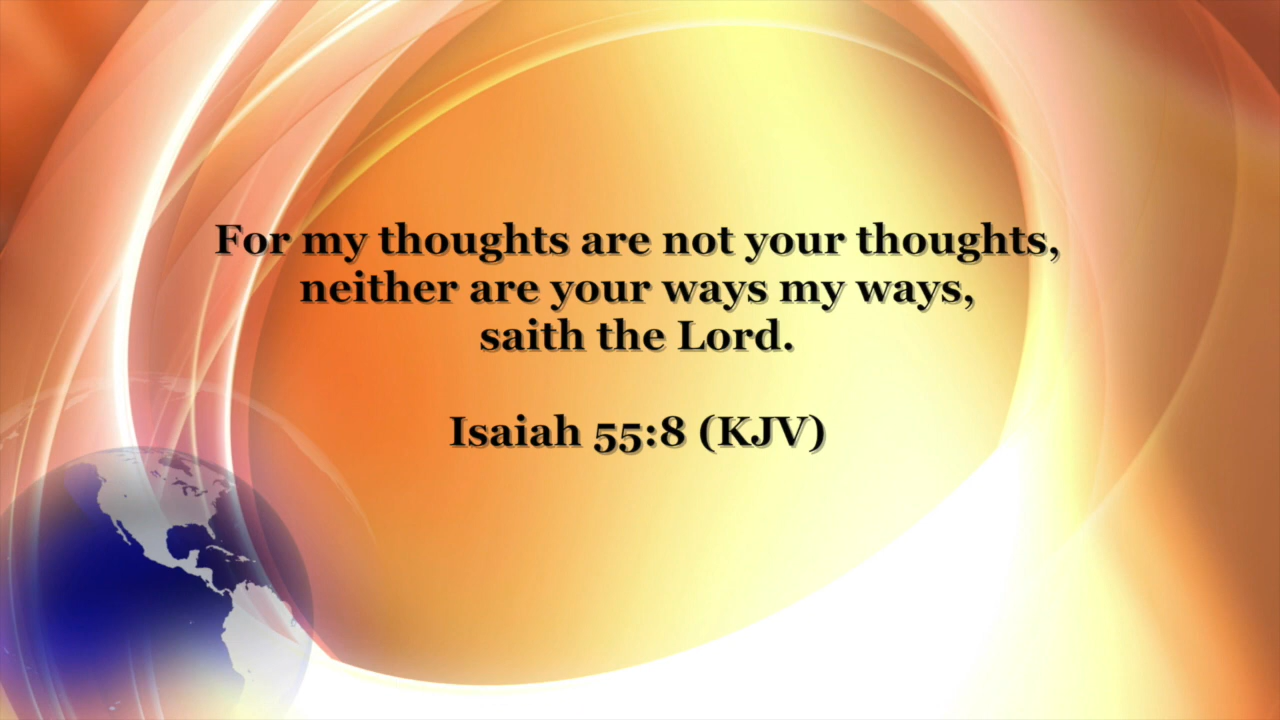 For my thoughts are not your thoughts,
neither are your ways my ways,
saith the Lord.
Isaiah 55:8 (KJV)